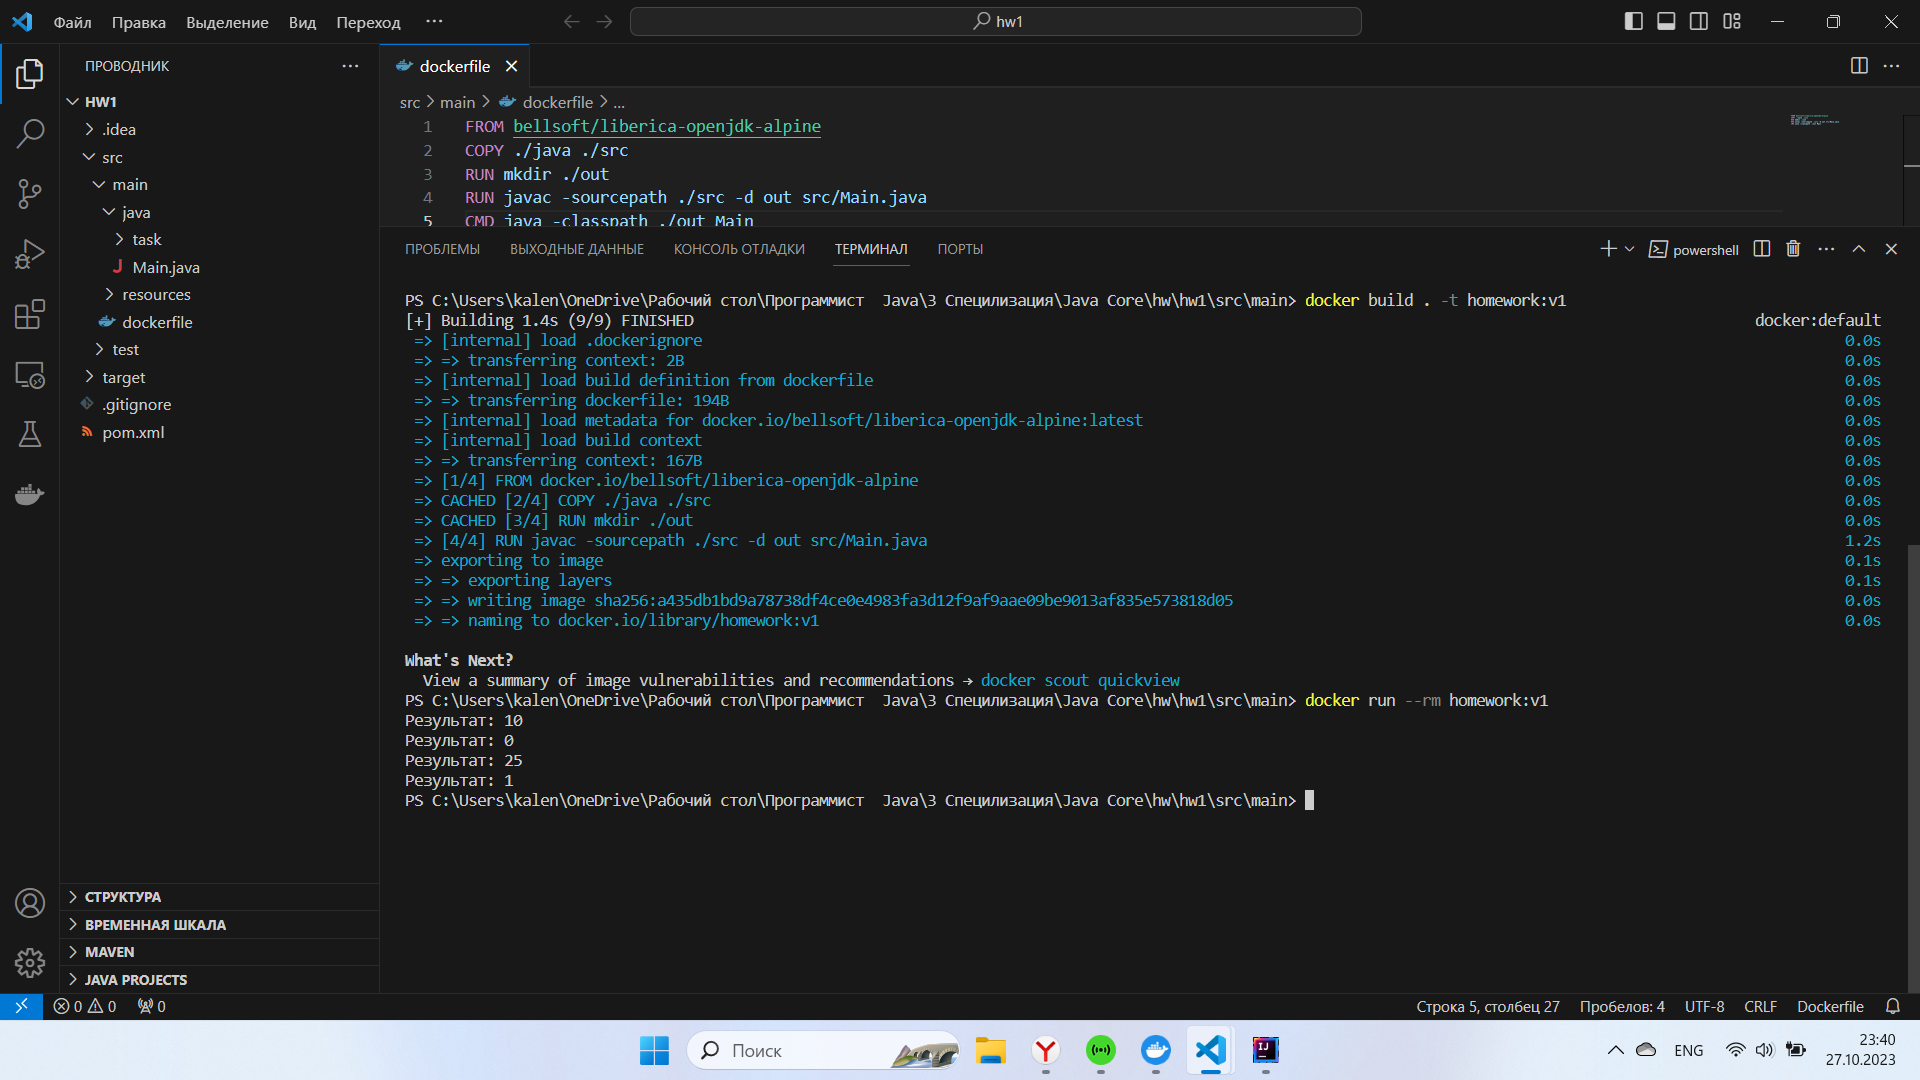 Файл Правка Выделение Вид Переход ...
hw1
ПРОВОДНИК
HW1
.idea
src
main
java
task
Main.java
resources
dockerfile
test
target
.gitignore
pom.xml
СТРУКТУРА
ВРЕМЕННАЯ ШКАЛА
MAVEN
JAVA PROJECTS
dockerfile
src > main > dockerfile > ...
1 FROM bellsoft/liberica-openjdk-alpine
2 COPY ./java ./src
3 RUN mkdir ./out
4 RUN javac -sourcepath ./src -d out src/Main.java
5 CMD java -classpath ./out Main
ПРОБЛЕМЫ ВЫХОДНЫЕ ДАННЫЕ КОНСОЛЬ ОТЛАДКИ ТЕРМИНАЛ ПОРТЫ
powershell
PS C:\Users\kalen\OneDrive\Рабочий стол\Программист  Java\3 Специлизация\Java Core\hw\hw1\src\main> docker build . -t homework:v1
[+] Building 1.4s (9/9) FINISHED docker:default
=> [internal] load .dockerignore 0.0s
=> => transferring context: 2B 0.0s
=> [internal] load build definition from dockerfile 0.0s
=> => transferring dockerfile: 194B 0.0s
=> [internal] load metadata for docker.io/bellsoft/liberica-openjdk-alpine:latest 0.0s
=> [internal] load build context 0.0s
=> => transferring context: 167B 0.0s
=> [1/4] FROM docker.io/bellsoft/liberica-openjdk-alpine 0.0s
=> CACHED [2/4] COPY ./java ./src 0.0s
=> CACHED [3/4] RUN mkdir ./out 0.0s
=> [4/4] RUN javac -sourcepath ./src -d out src/Main.java 1.2s
=> exporting to image 0.1s
=> => exporting layers 0.1s
=> => writing image sha256:a435db1bd9a78738df4ce0e4983fa3d12f9af9aae09be9013af835e573818d05 0.0s
=> => naming to docker.io/library/homework:v1 0.0s
What's Next?
View a summary of image vulnerabilities and recommendations → docker scout quickview
PS C:\Users\kalen\OneDrive\Рабочий стол\Программист  Java\3 Специлизация\Java Core\hw\hw1\src\main> docker run --rm homework:v1
Результат: 10
Результат: 0
Результат: 25
Результат: 1
PS C:\Users\kalen\OneDrive\Рабочий стол\Программист  Java\3 Специлизация\Java Core\hw\hw1\src\main>
0 0 0
Строка 5, столбец 27 Пробелов: 4 UTF-8 CRLF Dockerfile
Поиск
ENG
23:40
27.10.2023